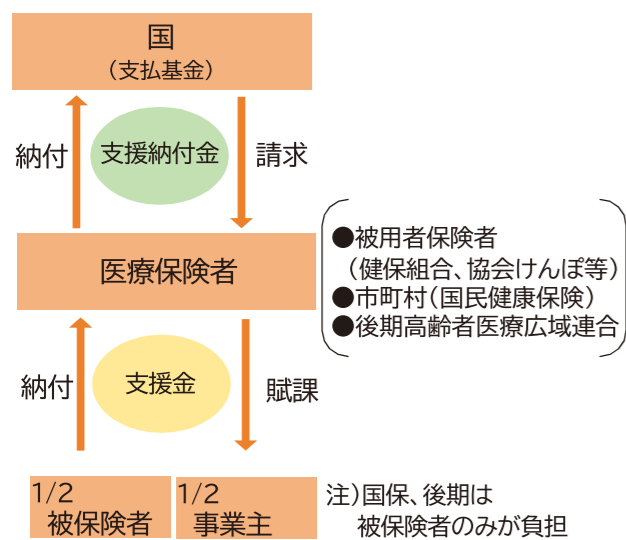 国
（支払基金）
納付
支援納付金
請求
医療保険者
●被用者保険者
（健保組合、協会けんぽ等）
●市町村（国民健康保険）
●後期高齢者医療広域連合
納付
支援金
賦課
1/2
被保険者
1/2
事業主
注）国保、後期は
被保険者のみが負担